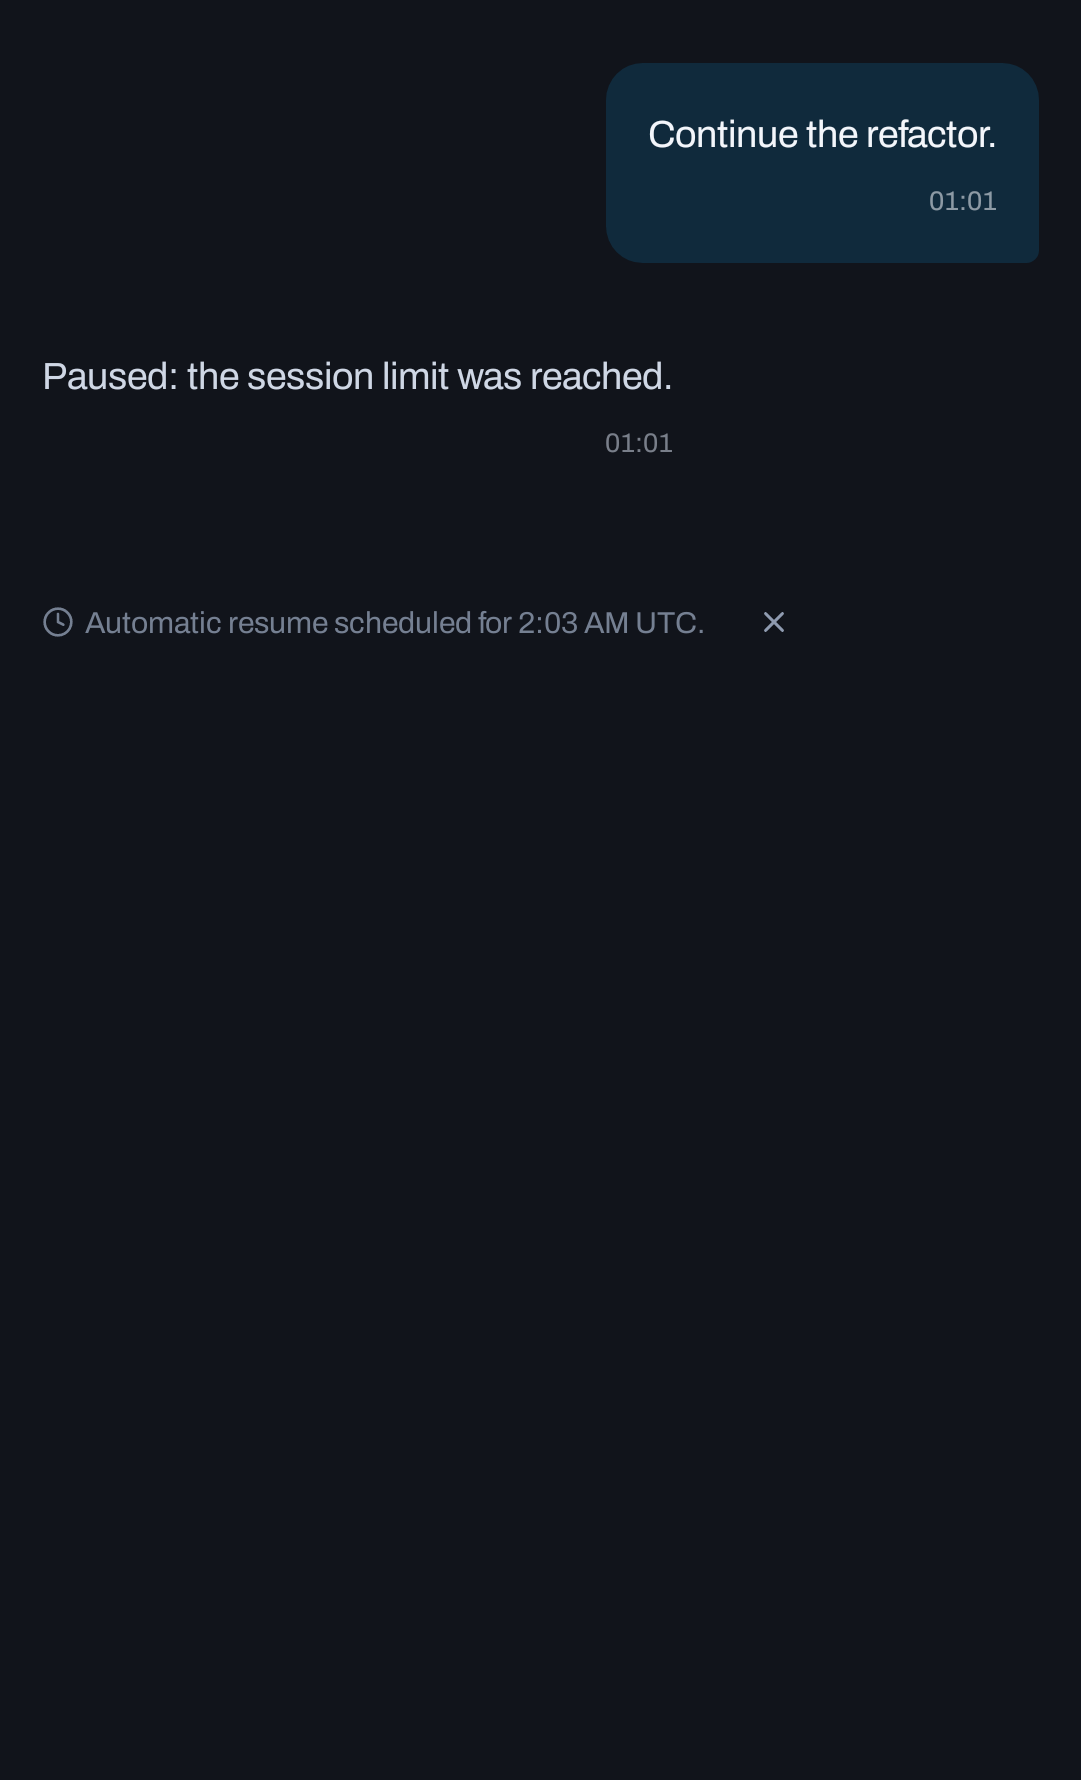 Continue the refactor.
01:01
Paused: the session limit was reached.
01:01
Automatic resume scheduled for 2:03 AM UTC.